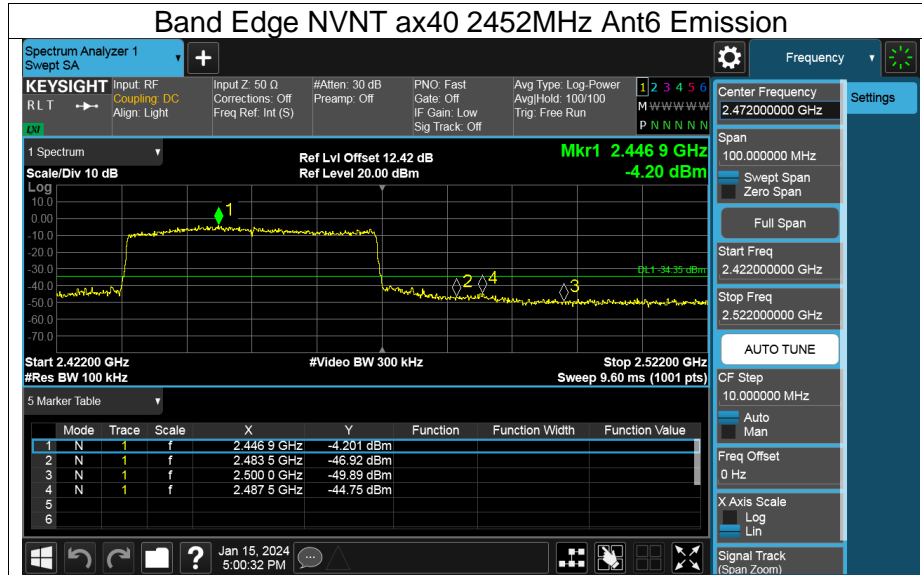 Band Edge NVNT ax40 2452MHz Ant6 Emission
Spectrum Analyzer 1
Swept SA
+
Frequency
KEYSIGHT
RLT
LXI
Input: RF
Coupling: DC
Align: Light
Input Z: 50 Ω
Corrections: Off
Freq Ref: Int (S)
#Atten: 30 dB
Preamp: Off
PNO: Fast
Gate: Off
IF Gain: Low
Sig Track: Off
Avg Type: Log-Power
Avg|Hold: 100/100
Trig: Free Run
1 2 3 4 5 6
M W W W W W
P N N N N N
1 Spectrum
Scale/Div 10 dB
Ref Lvl Offset 12.42 dB
Ref Level 20.00 dBm
Mkr1 2.446 9 GHz
-4.20 dBm
Log
10.0
0.00
-10.0
-20.0
-30.0
-40.0
-50.0
-60.0
-70.0
1
2
4
3
DL1 -34.35 dBm
Start 2.42200 GHz
#Res BW 100 kHz
#Video BW 300 kHz
Stop 2.52200 GHz
Sweep 9.60 ms (1001 pts)
5 Marker Table
Mode Trace Scale X Y Function Function Width Function Value
1 N 1 f 2.446 9 GHz -4.201 dBm
2 N 1 f 2.483 5 GHz -46.92 dBm
3 N 1 f 2.500 0 GHz -49.89 dBm
4 N 1 f 2.487 5 GHz -44.75 dBm
5
6
?
Jan 15, 2024
5:00:32 PM
Center Frequency
2.472000000 GHz
Settings
Span
100.000000 MHz
Swept Span
Zero Span
Full Span
Start Freq
2.422000000 GHz
Stop Freq
2.522000000 GHz
AUTO TUNE
CF Step
10.000000 MHz
Auto
Man
Freq Offset
0 Hz
X Axis Scale
Log
Lin
Signal Track
(Span Zoom)